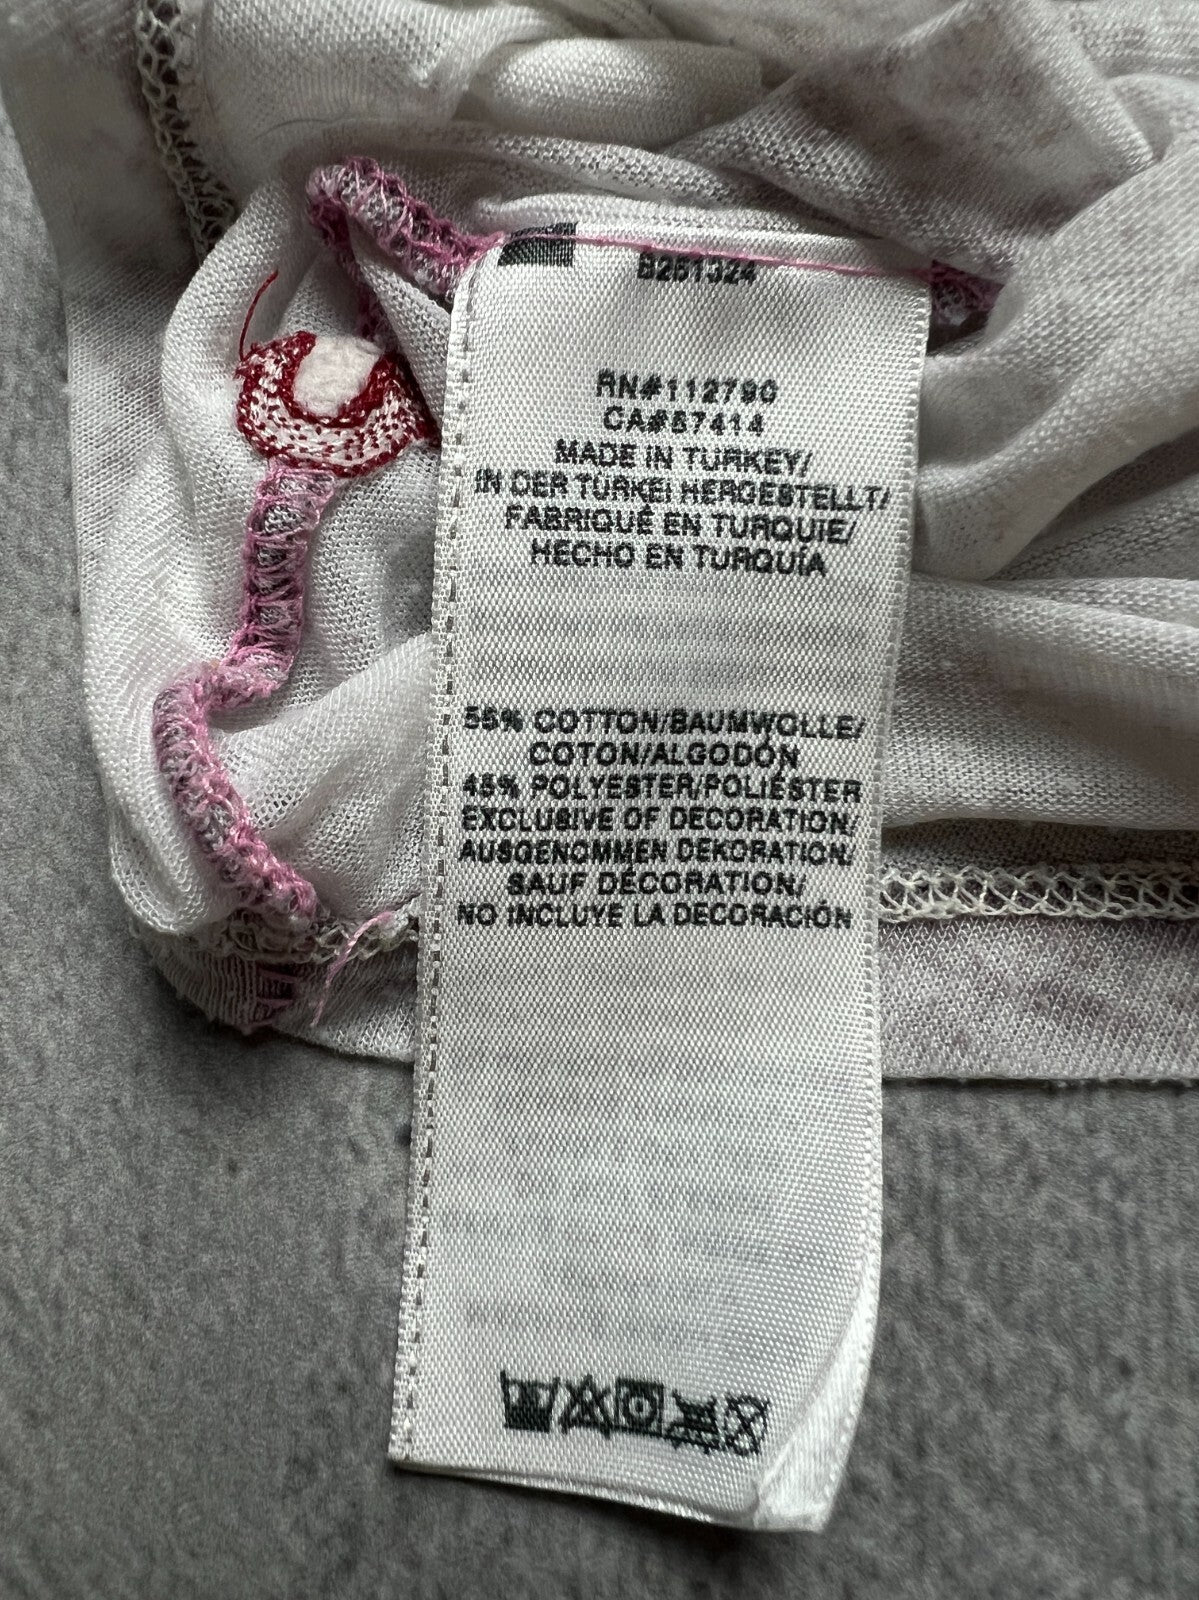 B261324
RN#112790
CA#57414
MADE IN TURKEY/
IN DER TÜRKEI HERGESTELLT/
FABRIQUÉ EN TURQUIE/
HECHO EN TURQUÍA
55% COTTON/BAUMWOLLE/
COTON/ALGODÓN
45% POLYESTER/POLIÉSTER
EXCLUSIVE OF DECORATION/
AUSGENOMMEN DEKORATION/
SAUF DÉCORATION/
NO INCLUYE LA DECORACIÓN